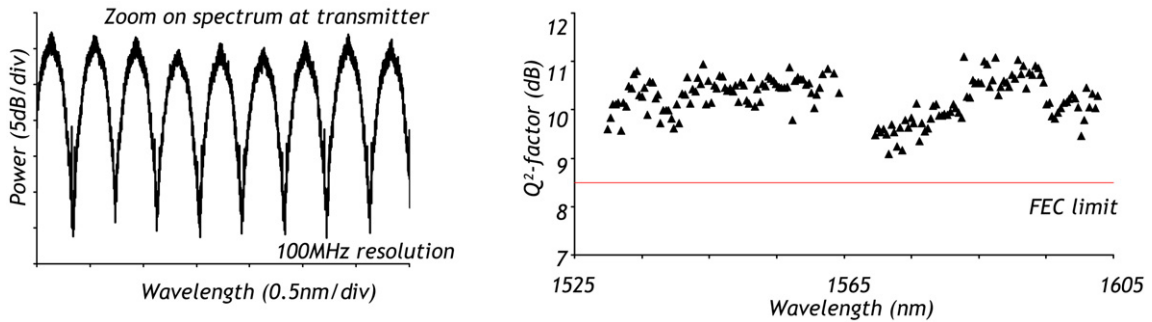 Zoom on spectrum at transmitter
Power (5dB/div)
100MHz resolution
Wavelength (0.5nm/div)
12
11
10
9
8
7
Q²-factor (dB)
FEC limit
1525
1565
1605
Wavelength (nm)